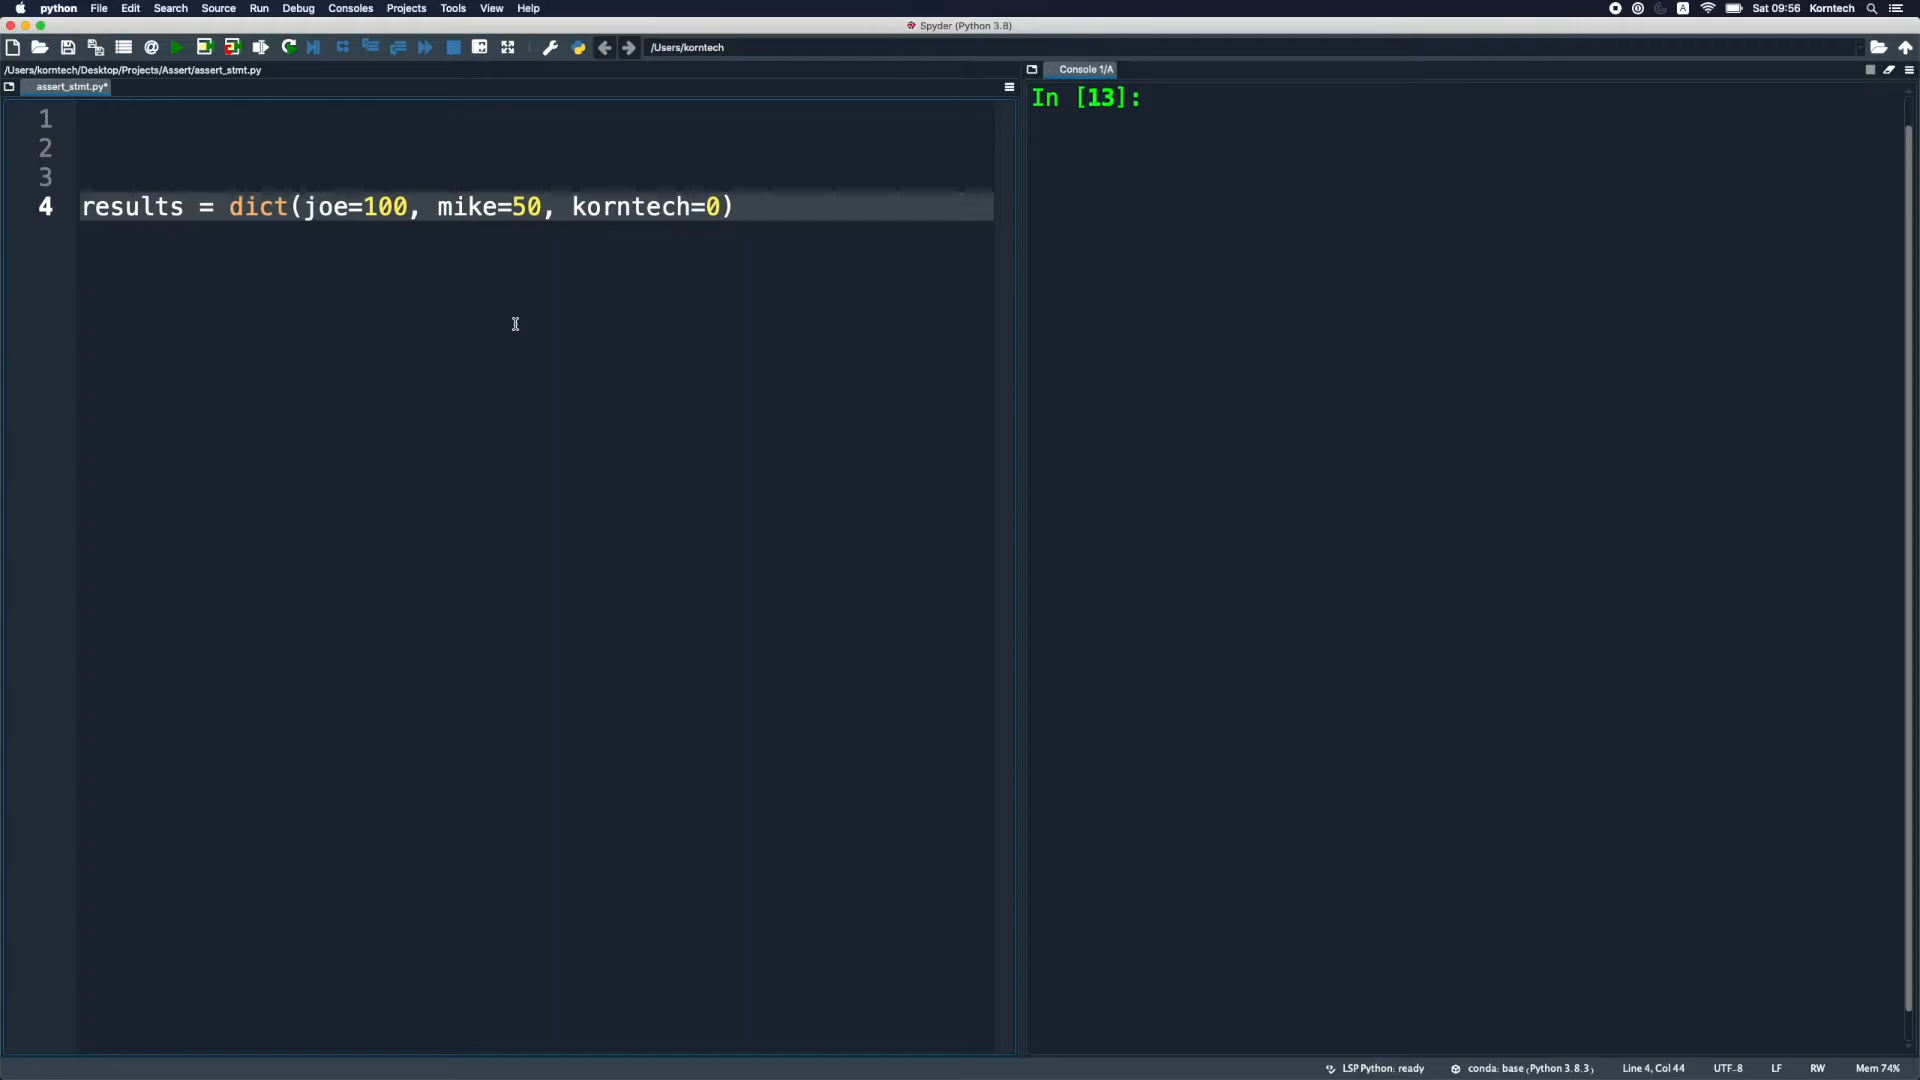 python File Edit Search Source Run Debug Consoles Projects Tools View Help A Sat 09:56 Korntech
Spyder (Python 3.8)
/Users/korntech
/Users/korntech/Desktop/Projects/Assert/assert_stmt.py
Console 1/A
assert_stmt.py*
In [13]:
1
2
3
4 results = dict(joe=100, mike=50, korntech=0)
LSP Python: ready conda: base (Python 3.8.3) Line 4, Col 44 UTF-8 LF RW Mem 74%